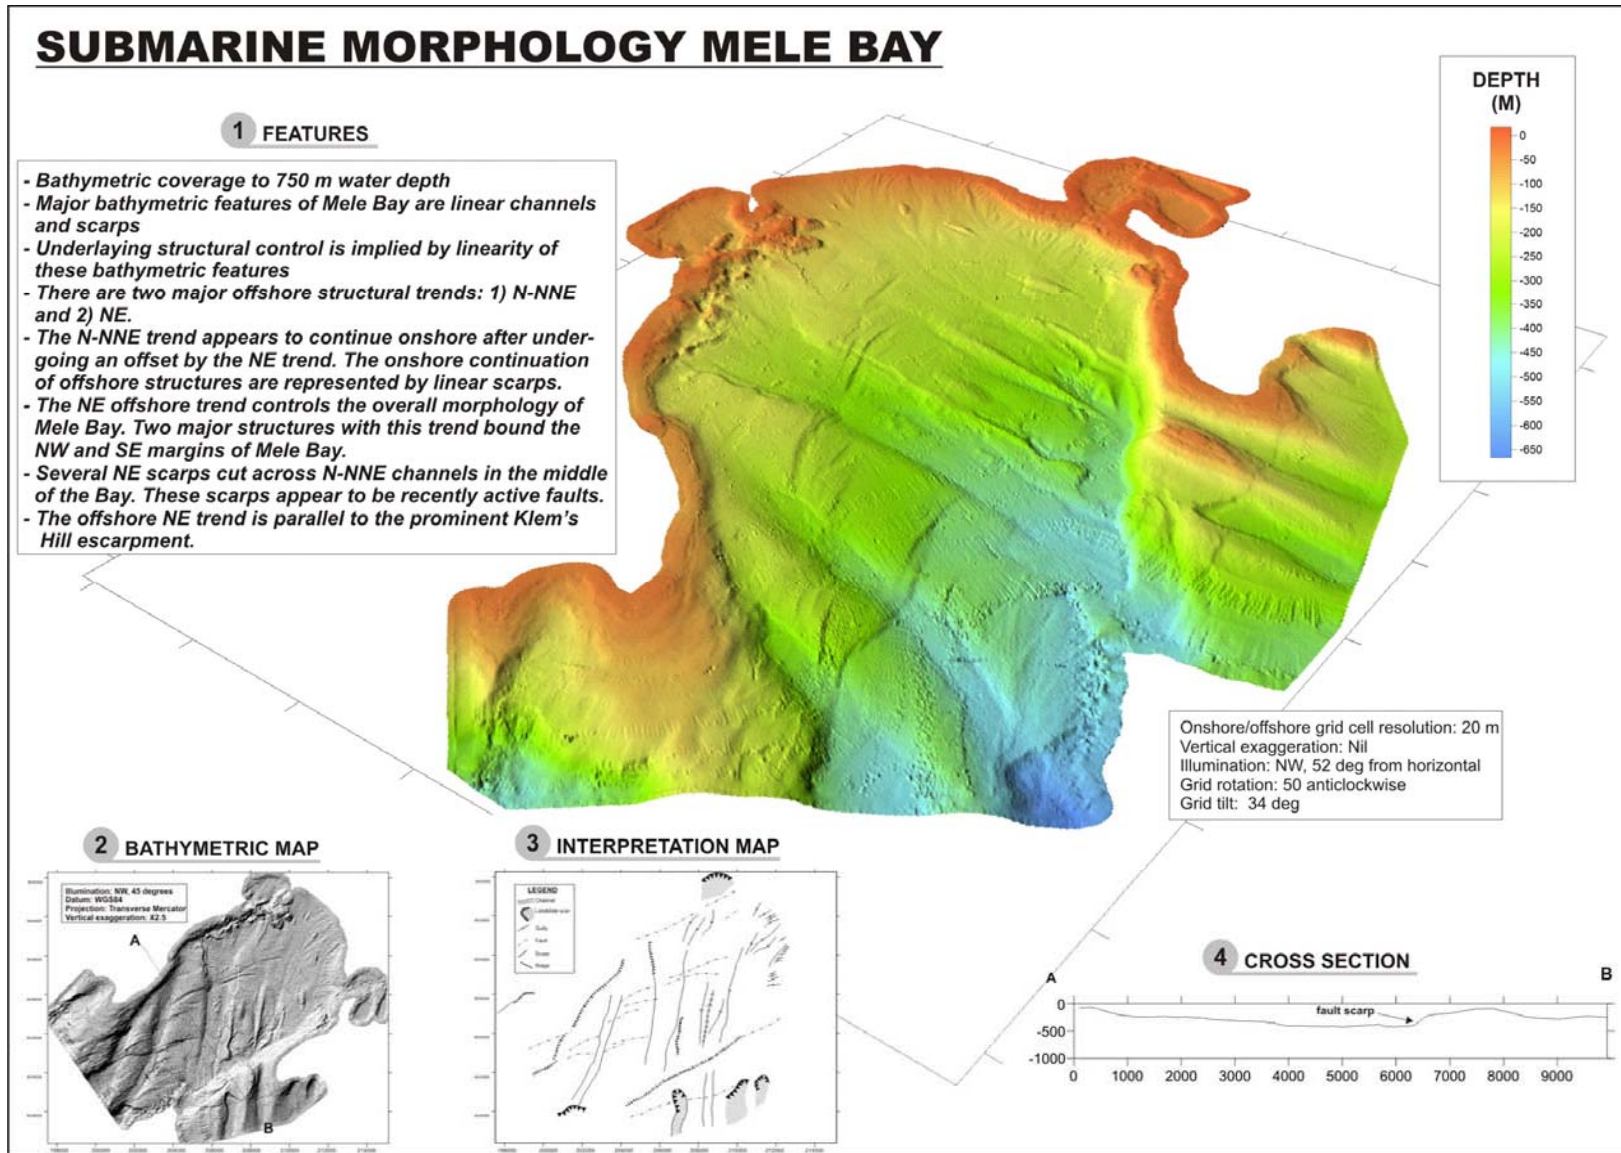 SUBMARINE MORPHOLOGY MELE BAY
1 FEATURES
- Bathymetric coverage to 750 m water depth
- Major bathymetric features of Mele Bay are linear channels
and scarps
- Underlaying structural control is implied by linearity of
these bathymetric features
- There are two major offshore structural trends: 1) N-NNE
and 2) NE.
- The N-NNE trend appears to continue onshore after under-
going an offset by the NE trend. The onshore continuation
of offshore structures are represented by linear scarps.
- The NE offshore trend controls the overall morphology of
Mele Bay. Two major structures with this trend bound the
NW and SE margins of Mele Bay.
- Several NE scarps cut across N-NNE channels in the middle
of the Bay. These scarps appear to be recently active faults.
- The offshore NE trend is parallel to the prominent Klem's
Hill escarpment.
DEPTH
(M)
0
-50
-100
-150
-200
-250
-300
-350
-400
-450
-500
-550
-600
-650
Onshore/offshore grid cell resolution: 20 m
Vertical exaggeration: Nil
Illumination: NW, 52 deg from horizontal
Grid rotation: 50 anticlockwise
Grid tilt: 34 deg
2 BATHYMETRIC MAP
Illumination: NW, 45 degrees
Datum: WGS84
Projection: Transverse Mercator
Vertical exaggeration: X2.5
A
B
3 INTERPRETATION MAP
LEGEND
Channel
Landslide scar
Gully
Fault
Scarp
Ridge
4 CROSS SECTION
A
B
fault scarp
0
-500
-1000
0 1000 2000 3000 4000 5000 6000 7000 8000 9000